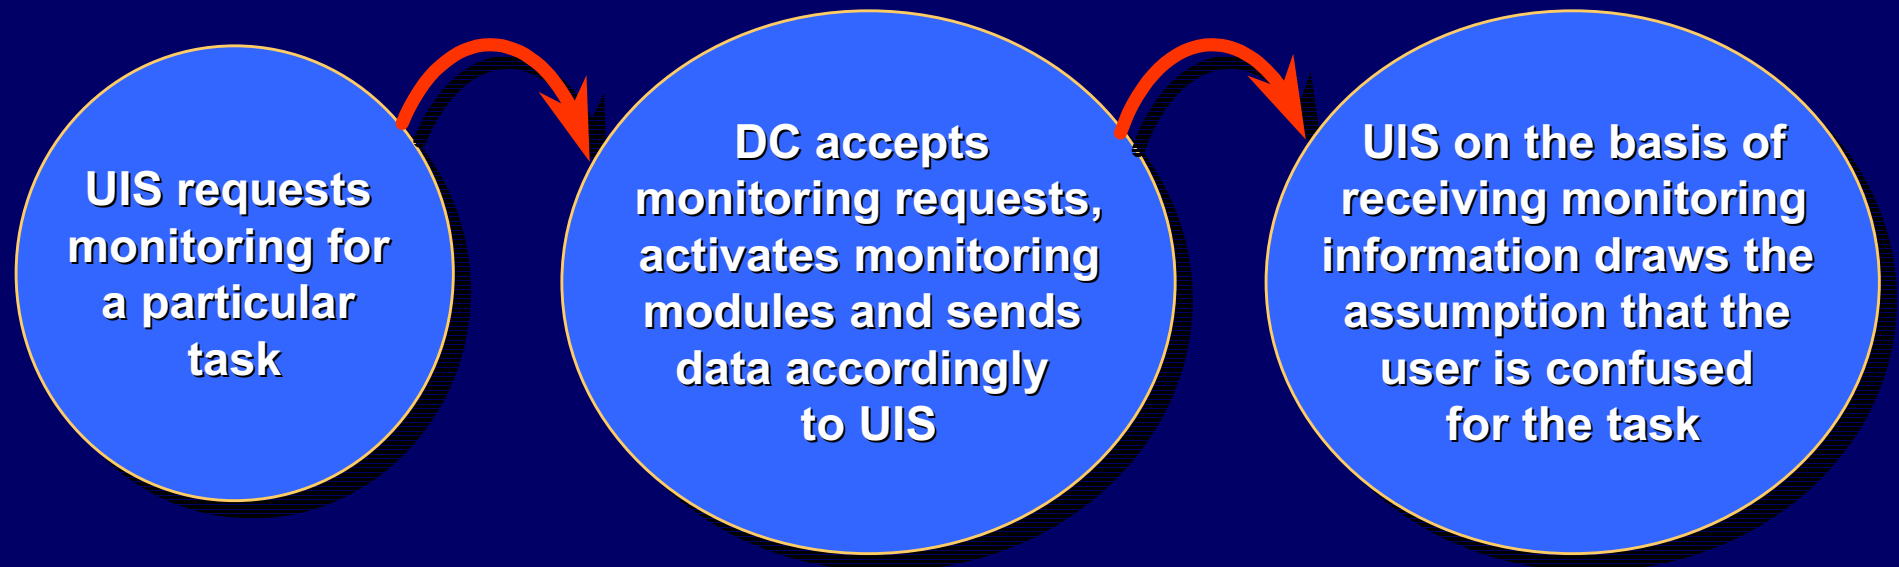 UIS requests
monitoring for
a particular
task
DC accepts
monitoring requests,
activates monitoring
modules and sends
data accordingly
to UIS
UIS on the basis of
receiving monitoring
information draws the
assumption that the
user is confused
for the task